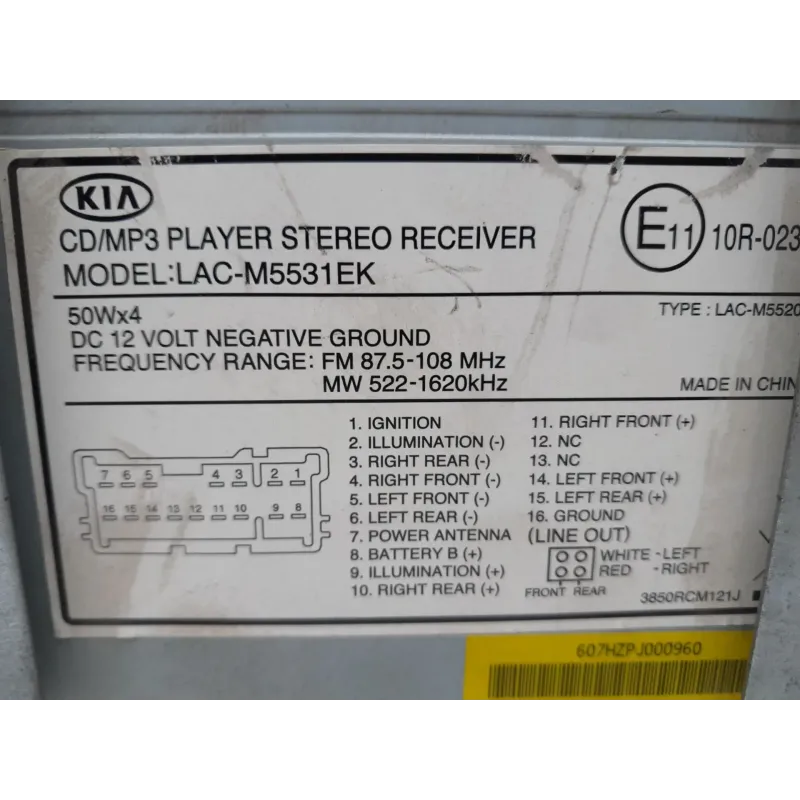 KIA
CD/MP3 PLAYER STEREO RECEIVER
MODEL:LAC-M5531EK
E11 10R-023
50Wx4
DC 12 VOLT NEGATIVE GROUND
FREQUENCY RANGE: FM 87.5-108 MHz
MW 522-1620kHz
TYPE : LAC-M5520
MADE IN CHIN
7 6 5 4 3 2 1
16 15 14 13 12 11 10 9 8
1. IGNITION
2. ILLUMINATION (-)
3. RIGHT REAR (-)
4. RIGHT FRONT (-)
5. LEFT FRONT (-)
6. LEFT REAR (-)
7. POWER ANTENNA
8. BATTERY B (+)
9. ILLUMINATION (+)
10. RIGHT REAR (+)
11. RIGHT FRONT (+)
12. NC
13. NC
14. LEFT FRONT (+)
15. LEFT REAR (+)
16. GROUND
(LINE OUT)
WHITE -LEFT
RED -RIGHT
FRONT REAR
3850RCM121J
607HZPJ000960